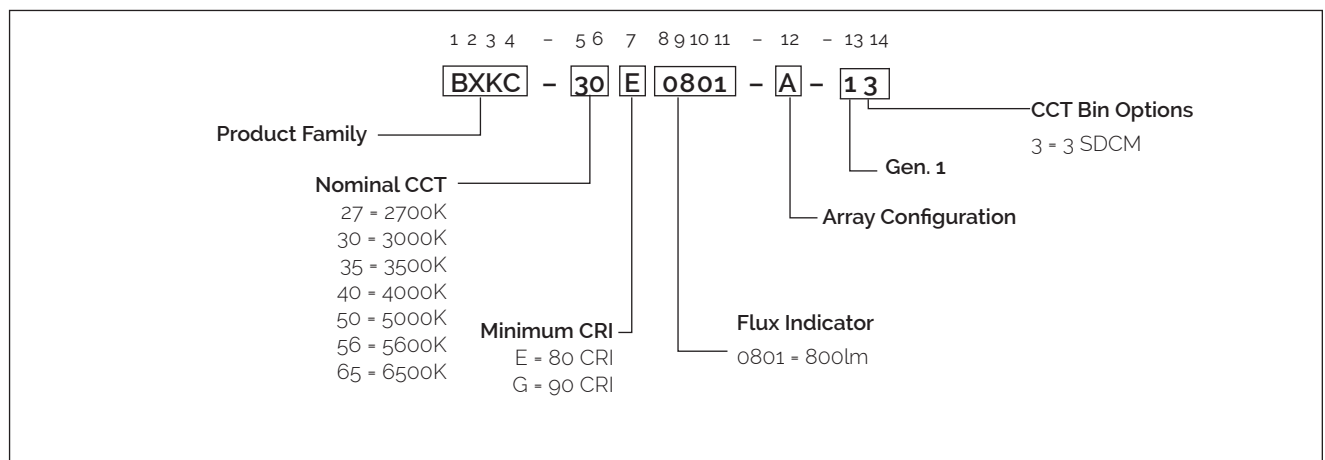 1 2 3 4 – 5 6 7 8 9 10 11 – 12 – 13 14
BXKC – 30 E 0801 – A – 1 3
Product Family
CCT Bin Options
3 = 3 SDCM
Gen. 1
Nominal CCT
27 = 2700K
30 = 3000K
35 = 3500K
40 = 4000K
50 = 5000K
56 = 5600K
65 = 6500K
Array Configuration
Minimum CRI
E = 80 CRI
G = 90 CRI
Flux Indicator
0801 = 800lm